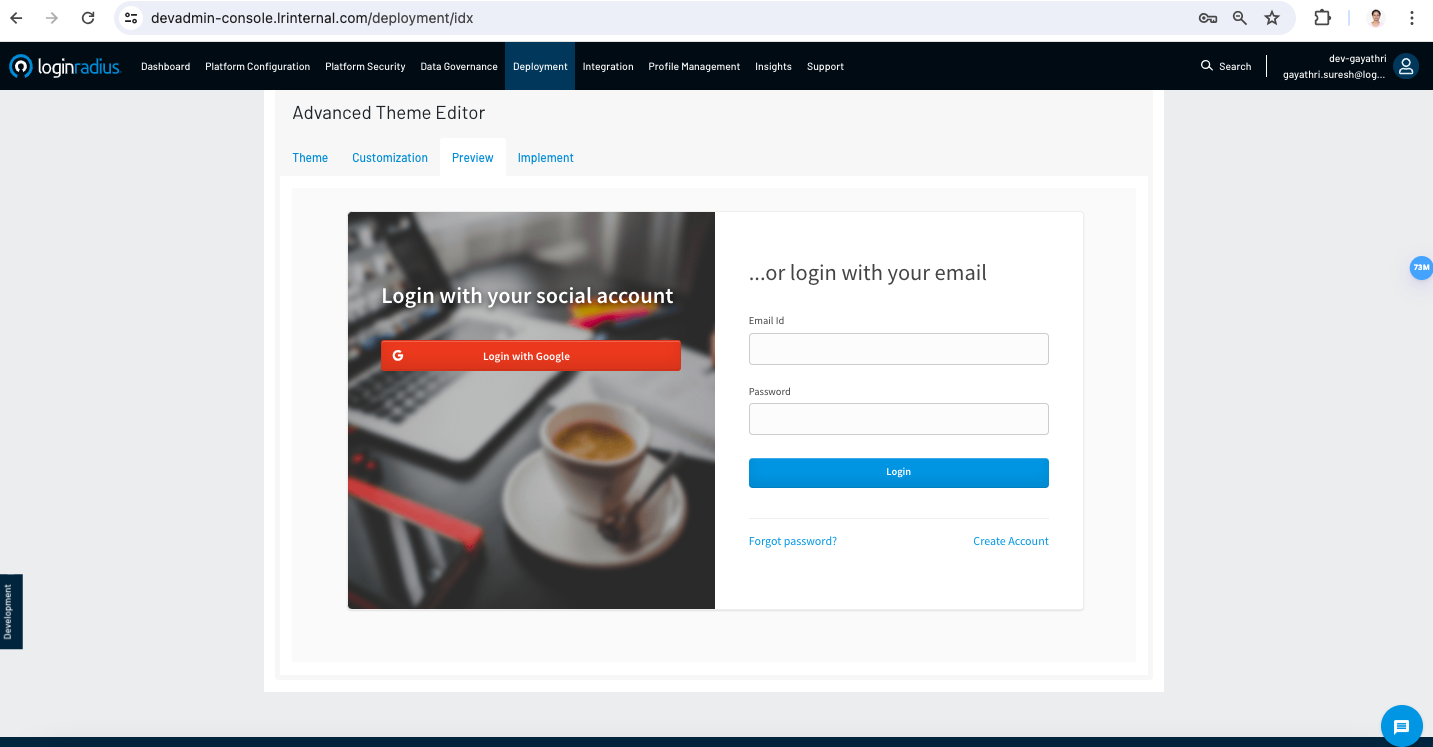 devadmin-console.lrinternal.com/deployment/idx
loginradius
Dashboard
Platform Configuration
Platform Security
Data Governance
Deployment
Integration
Profile Management
Insights
Support
Search
dev-gayathri
gayathri.suresh@log...
Advanced Theme Editor
Theme
Customization
Preview
Implement
Login with your social account
G
Login with Google
...or login with your email
Email Id
Password
Login
Forgot password?
Create Account
73M
Development